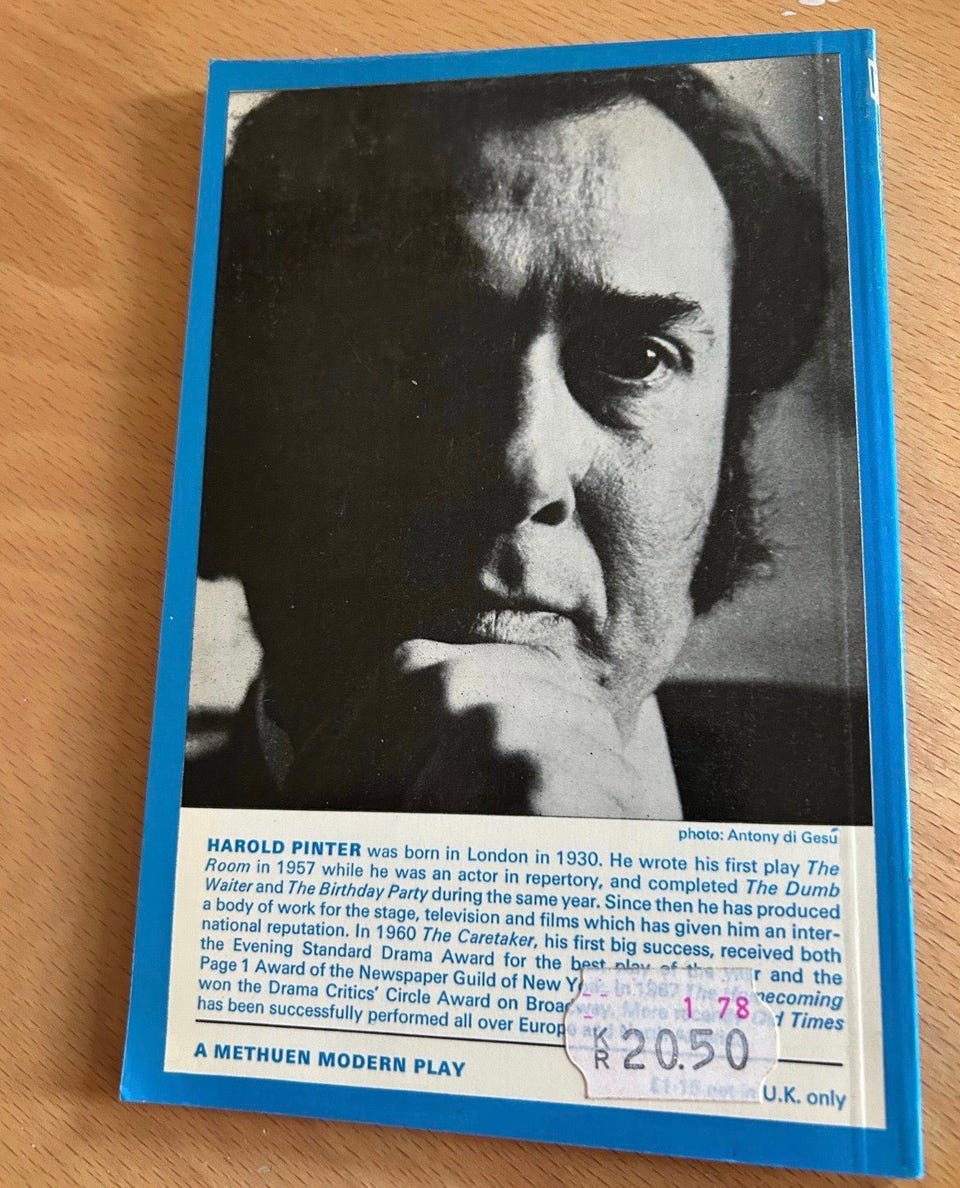 photo: Antony di Gesú
HAROLD PINTER was born in London in 1930. He wrote his first play The
Room in 1957 while he was an actor in repertory, and completed The Dumb
Waiter and The Birthday Party during the same year. Since then he has produced
a body of work for the stage, television and films which has given him an inter-
national reputation. In 1960 The Caretaker, his first big success, received both
the Evening Standard Drama Award for the best play of the year and the
Page 1 Award of the Newspaper Guild of New York. In 1967 The Homecoming
won the Drama Critics' Circle Award on Broadway. More recently Old Times
has been successfully performed all over Europe and
A METHUEN MODERN PLAY
1 78
KR 20.50
U.K. only